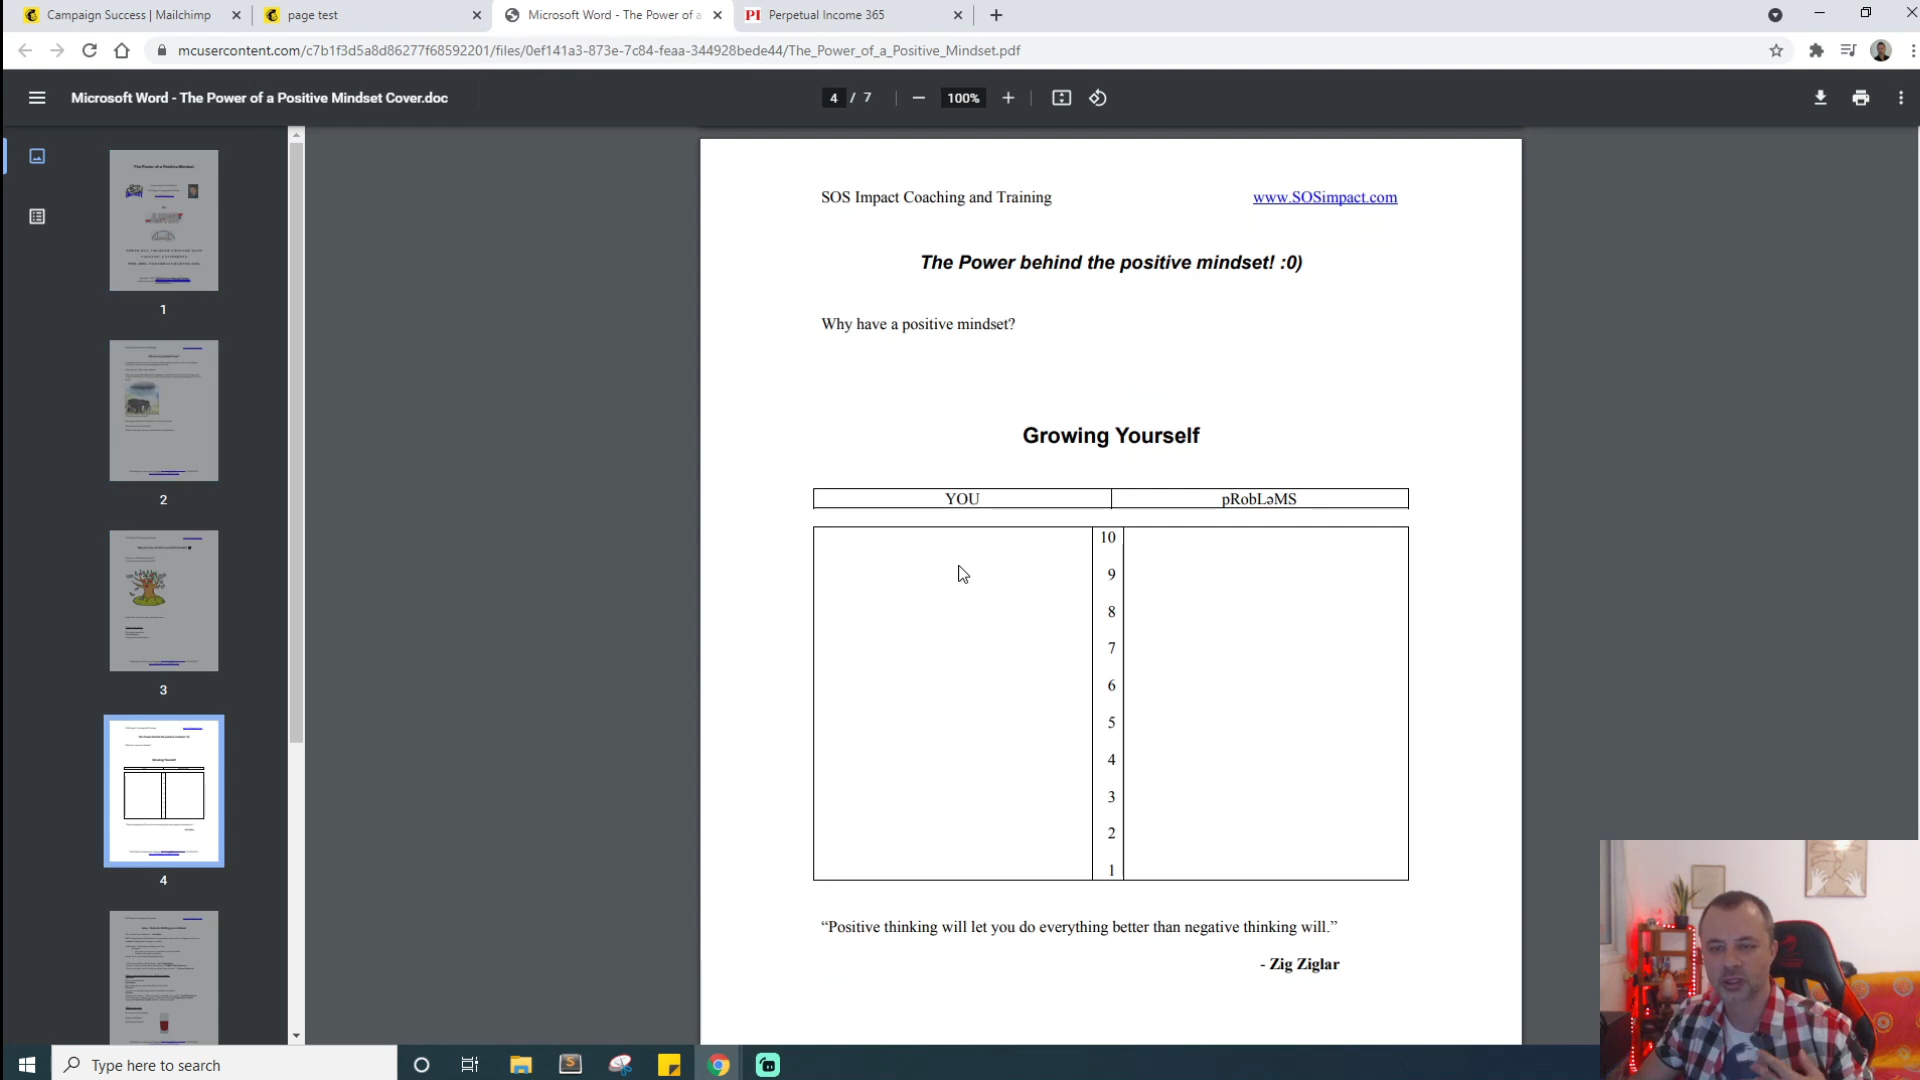 Campaign Success | Mailchimp
page test
Microsoft Word - The Power of a
Perpetual Income 365
mcusercontent.com/c7b1f3d5a8d86277f68592201/files/0ef141a3-873e-7c84-feaa-344928bede44/The_Power_of_a_Positive_Mindset.pdf
Microsoft Word - The Power of a Positive Mindset Cover.doc
4 / 7
100%
1
2
3
4
SOS Impact Coaching and Training
www.SOSimpact.com
The Power behind the positive mindset! :0)
Why have a positive mindset?
Growing Yourself
YOU
pRobLəMS
10
9
8
7
6
5
4
3
2
1
“Positive thinking will let you do everything better than negative thinking will.”
- Zig Ziglar
Type here to search